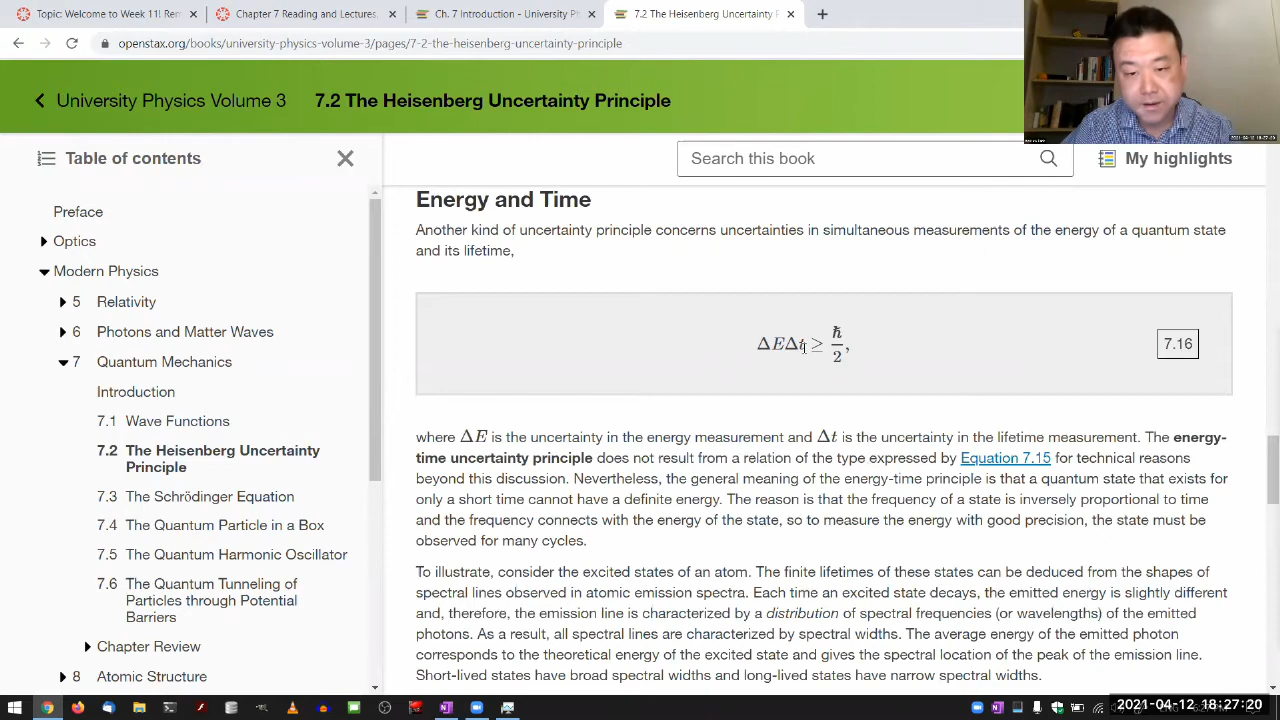 Topic: Welcome to Week 11! Rem
Chapter 7 Reading and Lectures,
Ch. 7 Introduction - University Ph
7.2 The Heisenberg Uncertainty P
openstax.org/books/university-physics-volume-3/pages/7-2-the-heisenberg-uncertainty-principle
University Physics Volume 3
7.2 The Heisenberg Uncertainty Principle
Table of contents
Search this book
My highlights
Preface
Optics
Modern Physics
5 Relativity
6 Photons and Matter Waves
7 Quantum Mechanics
Introduction
7.1 Wave Functions
7.2 The Heisenberg Uncertainty
Principle
7.3 The Schrödinger Equation
7.4 The Quantum Particle in a Box
7.5 The Quantum Harmonic Oscillator
7.6 The Quantum Tunneling of
Particles through Potential
Barriers
Chapter Review
8 Atomic Structure
Energy and Time
Another kind of uncertainty principle concerns uncertainties in simultaneous measurements of the energy of a quantum state
and its lifetime,
ΔEΔt ≥ ℏ/2,
7.16
where ΔE is the uncertainty in the energy measurement and Δt is the uncertainty in the lifetime measurement. The energy-
time uncertainty principle does not result from a relation of the type expressed by Equation 7.15 for technical reasons
beyond this discussion. Nevertheless, the general meaning of the energy-time principle is that a quantum state that exists for
only a short time cannot have a definite energy. The reason is that the frequency of a state is inversely proportional to time
and the frequency connects with the energy of the state, so to measure the energy with good precision, the state must be
observed for many cycles.
To illustrate, consider the excited states of an atom. The finite lifetimes of these states can be deduced from the shapes of
spectral lines observed in atomic emission spectra. Each time an excited state decays, the emitted energy is slightly different
and, therefore, the emission line is characterized by a distribution of spectral frequencies (or wavelengths) of the emitted
photons. As a result, all spectral lines are characterized by spectral widths. The average energy of the emitted photon
corresponds to the theoretical energy of the excited state and gives the spectral location of the peak of the emission line.
Short-lived states have broad spectral widths and long-lived states have narrow spectral widths.
2021-04-12 18:27:20